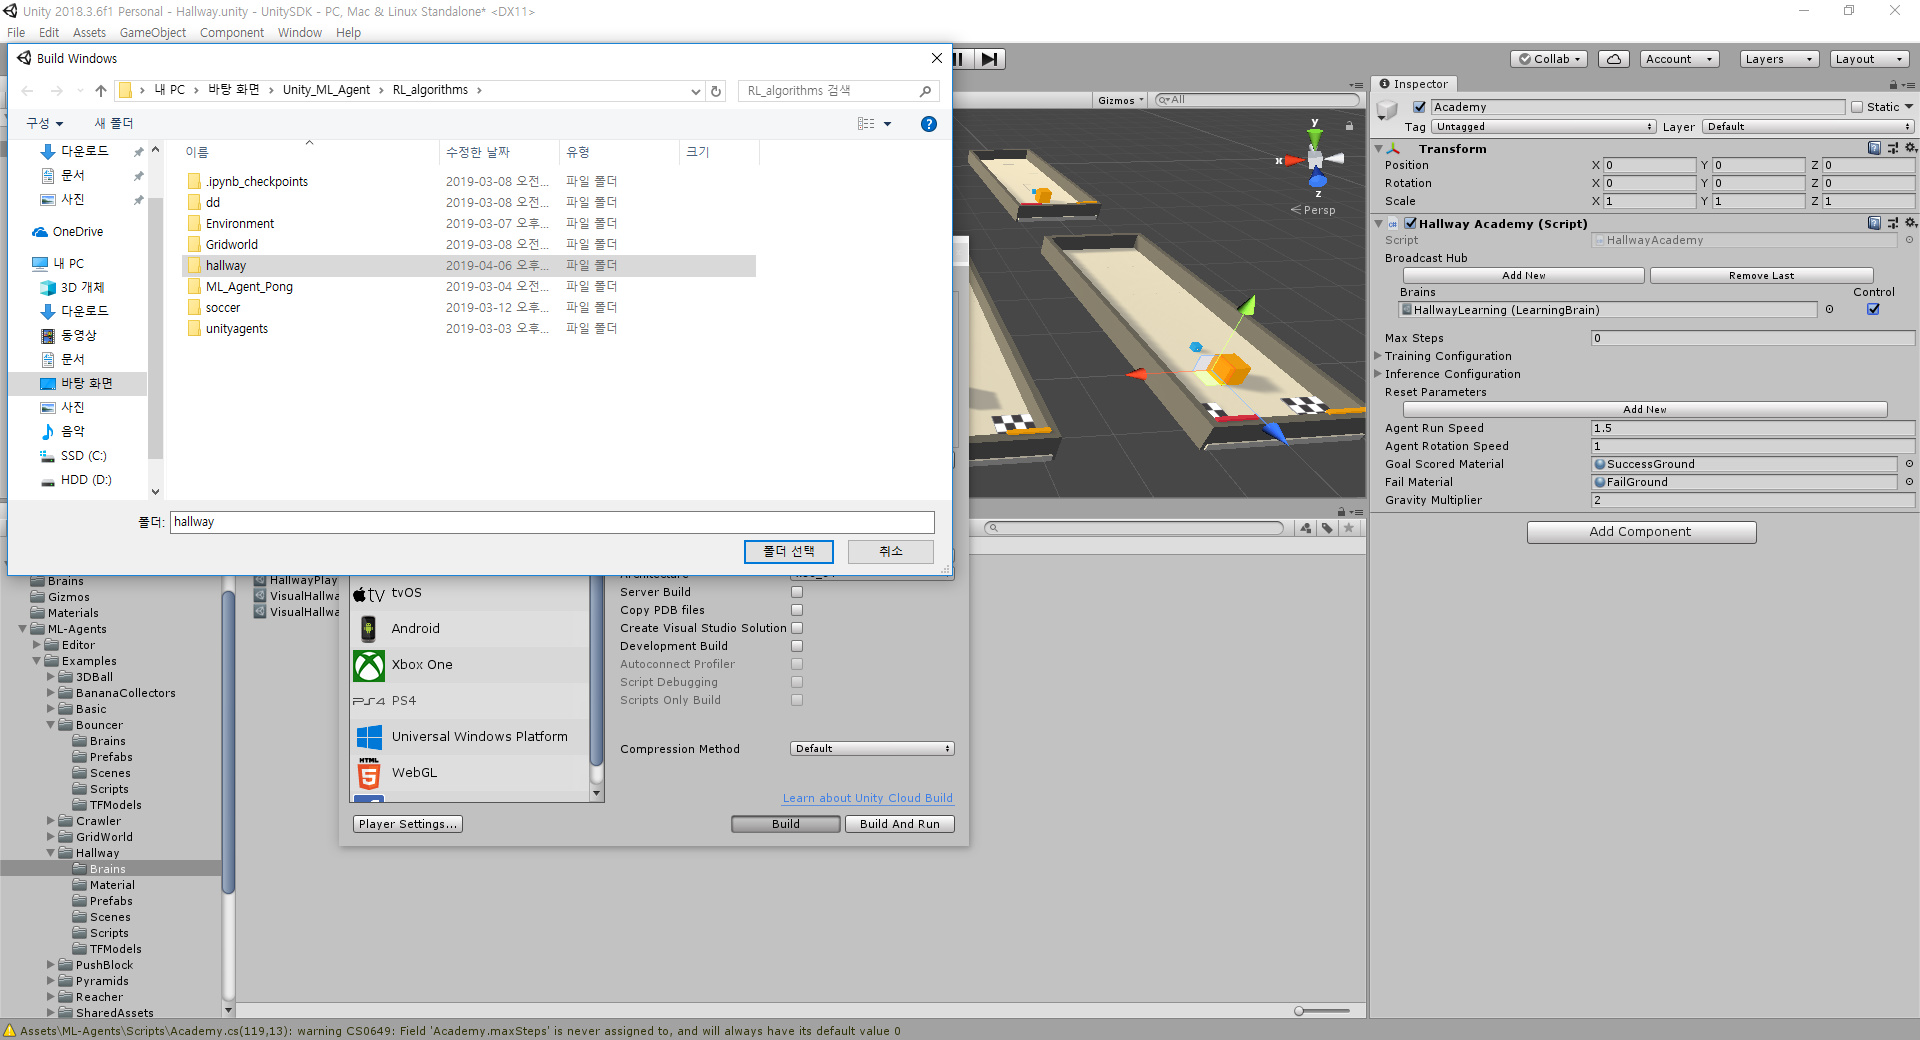 Unity 2018.3.6f1 Personal - Hallway.unity - UnitySDK - PC, Mac & Linux Standalone* <DX11>
File Edit Assets GameObject Component Window Help
Build Windows
내 PC › 바탕 화면 › Unity_ML_Agent › RL_algorithms ›
RL_algorithms 검색
구성 새 폴더
다운로드
문서
사진
OneDrive
내 PC
3D 개체
다운로드
동영상
문서
바탕 화면
사진
음악
SSD (C:)
HDD (D:)
이름 수정한 날짜 유형 크기
.ipynb_checkpoints 2019-03-08 오전... 파일 폴더
dd 2019-03-08 오전... 파일 폴더
Environment 2019-03-07 오후... 파일 폴더
Gridworld 2019-03-08 오전... 파일 폴더
hallway 2019-04-06 오후... 파일 폴더
ML_Agent_Pong 2019-03-04 오전... 파일 폴더
soccer 2019-03-12 오후... 파일 폴더
unityagents 2019-03-03 오후... 파일 폴더
폴더: hallway
폴더 선택 취소
Collab Account Layers Layout
Gizmos All
y
x
z
Persp
Inspector
Academy Static
Tag Untagged Layer Default
Transform
Position X 0 Y 0 Z 0
Rotation X 0 Y 0 Z 0
Scale X 1 Y 1 Z 1
Hallway Academy (Script)
Script HallwayAcademy
Broadcast Hub
Add New Remove Last
Brains Control
HallwayLearning (LearningBrain)
Max Steps 0
Training Configuration
Inference Configuration
Reset Parameters
Add New
Agent Run Speed 1.5
Agent Rotation Speed 1
Goal Scored Material SuccessGround
Fail Material FailGround
Gravity Multiplier 2
Add Component
Brains
Gizmos
Materials
ML-Agents
Editor
Examples
3DBall
BananaCollectors
Basic
Bouncer
Brains
Prefabs
Scenes
Scripts
TFModels
Crawler
GridWorld
Hallway
Brains
Material
Prefabs
Scenes
Scripts
TFModels
PushBlock
Pyramids
Reacher
SharedAssets
HallwayPlay
VisualHallwa
VisualHallwa
tvOS
Android
Xbox One
PS4
Universal Windows Platform
HTML
5
WebGL
Player Settings...
Architecture
Server Build
Copy PDB files
Create Visual Studio Solution
Development Build
Autoconnect Profiler
Script Debugging
Scripts Only Build
Compression Method Default
Learn about Unity Cloud Build
Build Build And Run
Assets\ML-Agents\Scripts\Academy.cs(119,13): warning CS0649: Field 'Academy.maxSteps' is never assigned to, and will always have its default value 0